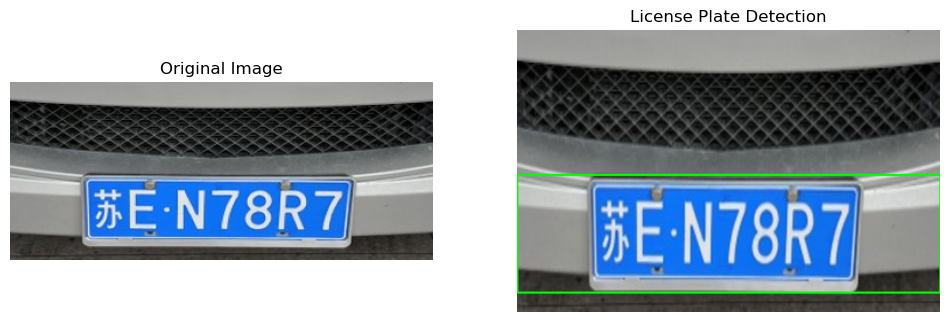 Original Image
苏E·N78R7
License Plate Detection
苏E·N78R7